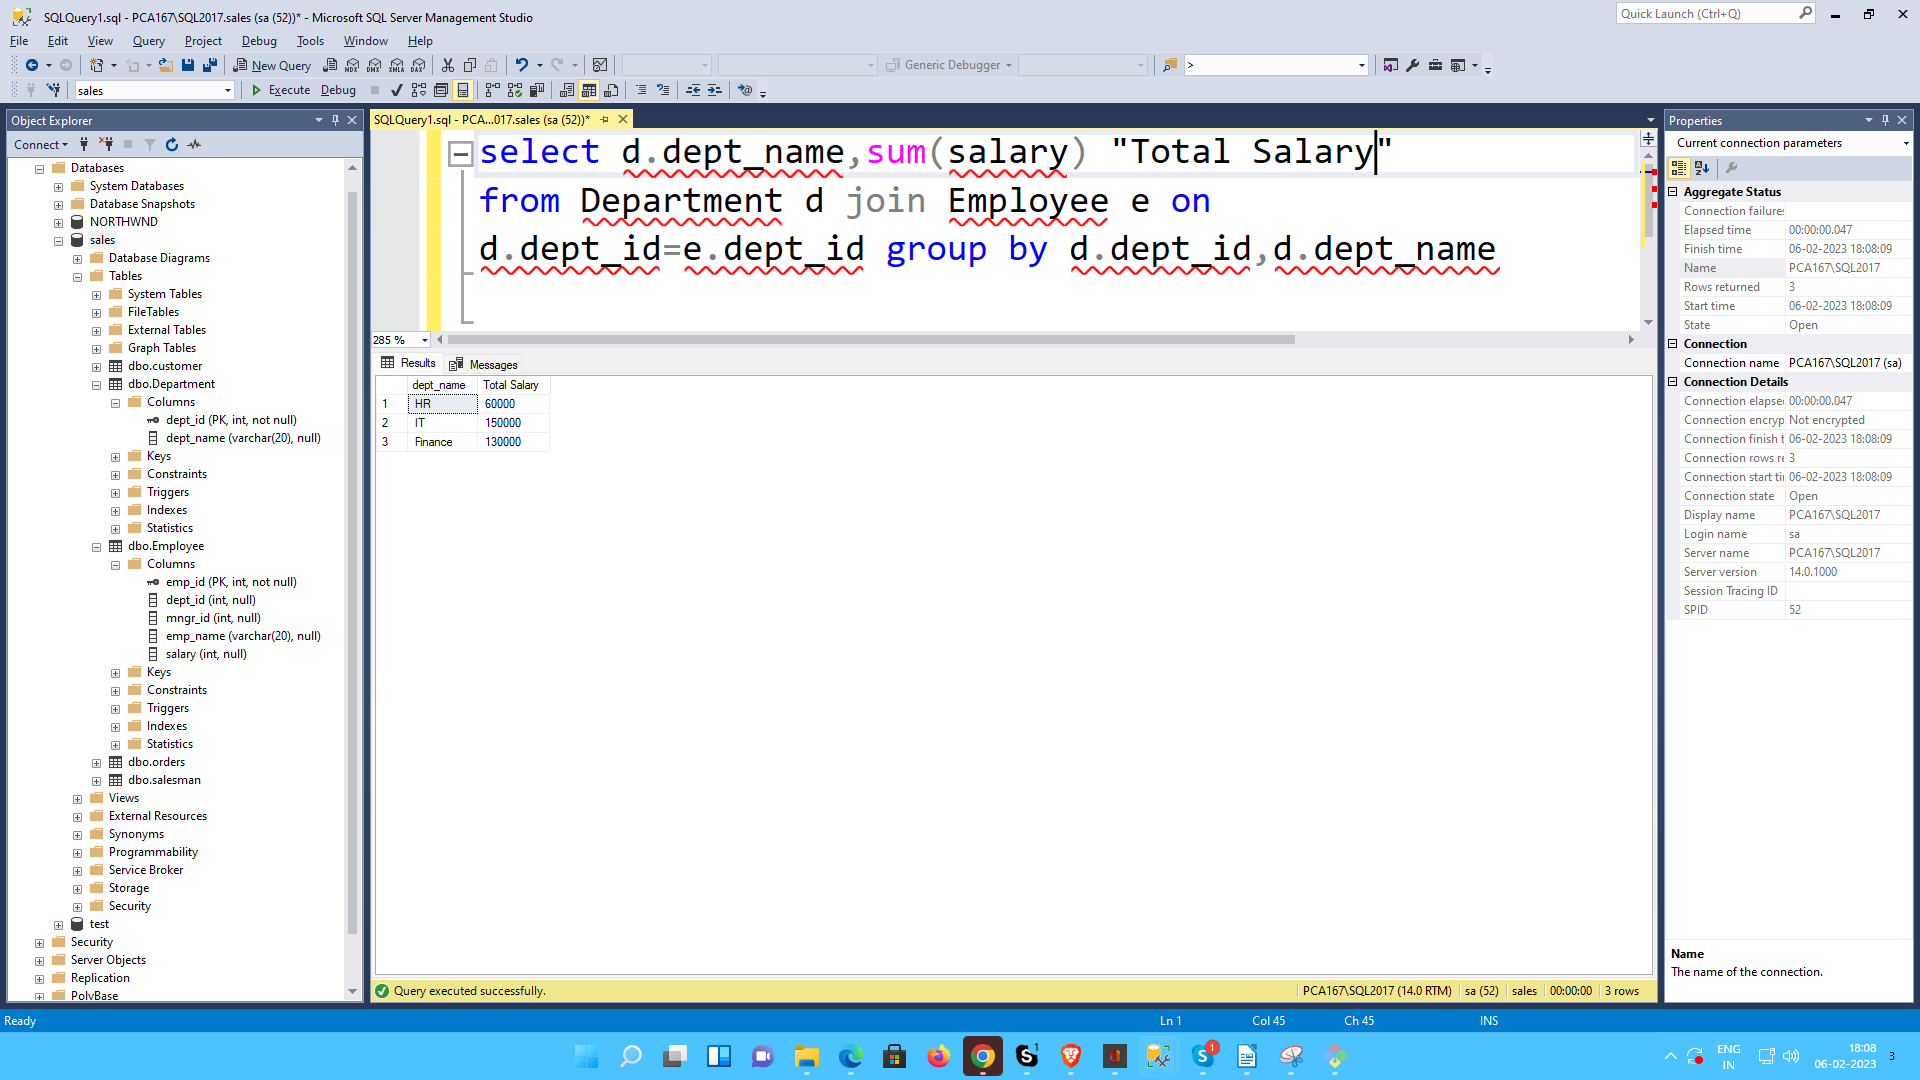 SQLQuery1.sql - PCA167\SQL2017.sales (sa (52))* - Microsoft SQL Server Management Studio
Quick Launch (Ctrl+Q)
File Edit View Query Project Debug Tools Window Help
New Query MDX DMX XMLA DAX Generic Debugger >
sales Execute Debug
Object Explorer
Connect
Databases
System Databases
Database Snapshots
NORTHWND
sales
Database Diagrams
Tables
System Tables
FileTables
External Tables
Graph Tables
dbo.customer
dbo.Department
Columns
dept_id (PK, int, not null)
dept_name (varchar(20), null)
Keys
Constraints
Triggers
Indexes
Statistics
dbo.Employee
Columns
emp_id (PK, int, not null)
dept_id (int, null)
mngr_id (int, null)
emp_name (varchar(20), null)
salary (int, null)
Keys
Constraints
Triggers
Indexes
Statistics
dbo.orders
dbo.salesman
Views
External Resources
Synonyms
Programmability
Service Broker
Storage
Security
test
Security
Server Objects
Replication
PolyBase
SQLQuery1.sql - PCA...017.sales (sa (52))*
select d.dept_name,sum(salary) "Total Salary"
from Department d join Employee e on
d.dept_id=e.dept_id group by d.dept_id,d.dept_name
285 %
Results Messages
dept_name Total Salary
1 HR 60000
2 IT 150000
3 Finance 130000
Query executed successfully. PCA167\SQL2017 (14.0 RTM) sa (52) sales 00:00:00 3 rows
Properties
Current connection parameters
Aggregate Status
Connection failures
Elapsed time 00:00:00.047
Finish time 06-02-2023 18:08:09
Name PCA167\SQL2017
Rows returned 3
Start time 06-02-2023 18:08:09
State Open
Connection
Connection name PCA167\SQL2017 (sa)
Connection Details
Connection elapse 00:00:00.047
Connection encryp Not encrypted
Connection finish t 06-02-2023 18:08:09
Connection rows re 3
Connection start ti 06-02-2023 18:08:09
Connection state Open
Display name PCA167\SQL2017
Login name sa
Server name PCA167\SQL2017
Server version 14.0.1000
Session Tracing ID
SPID 52
Name
The name of the connection.
Ready Ln 1 Col 45 Ch 45 INS
1
1
ENG
IN
18:08
06-02-2023
3